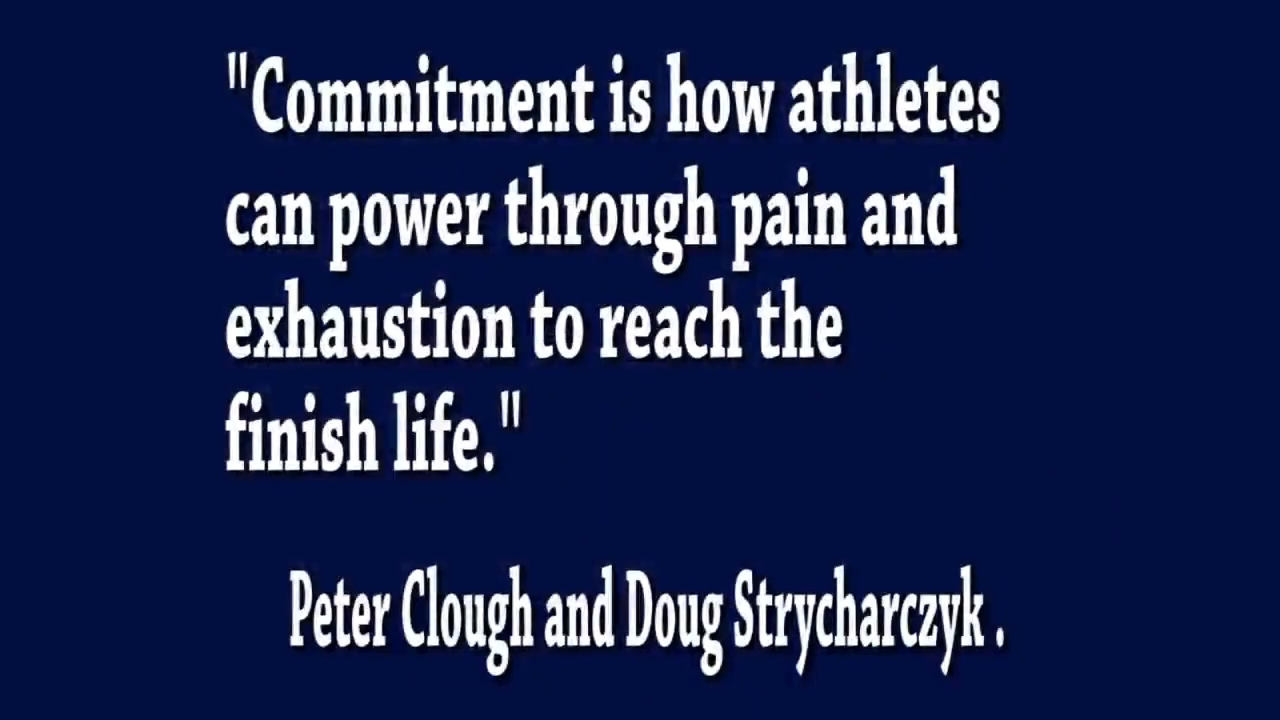 "Commitment is how athletes
can power through pain and
exhaustion to reach the
finish life."
Peter Clough and Doug Strycharczyk .